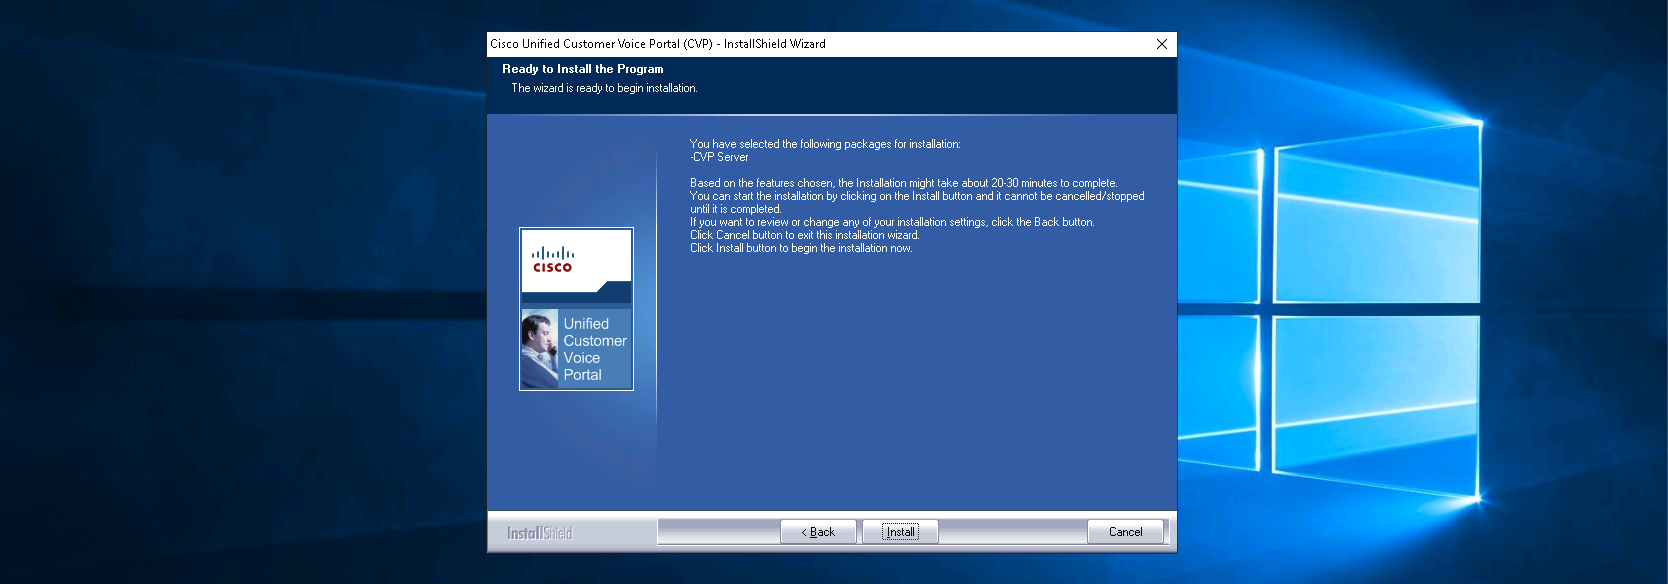 Cisco Unified Customer Voice Portal (CVP) - InstallShield Wizard
Ready to Install the Program
The wizard is ready to begin installation.
You have selected the following packages for installation:
-CVP Server
Based on the features chosen, the Installation might take about 20-30 minutes to complete.
You can start the installation by clicking on the Install button and it cannot be cancelled/stopped
until it is completed.
If you want to review or change any of your installation settings, click the Back button.
Click Cancel button to exit this installation wizard.
Click Install button to begin the installation now.
CISCO
Unified
Customer
Voice
Portal
InstallShield
< Back
Install
Cancel